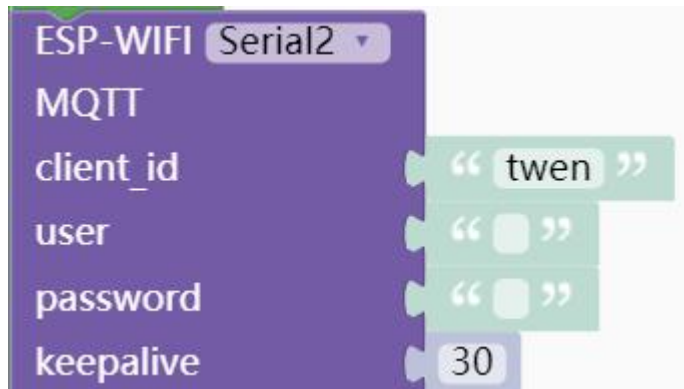 ESP-WIFI Serial2
MQTT
client_id “ twen ”
user “ ”
password “ ”
keepalive 30